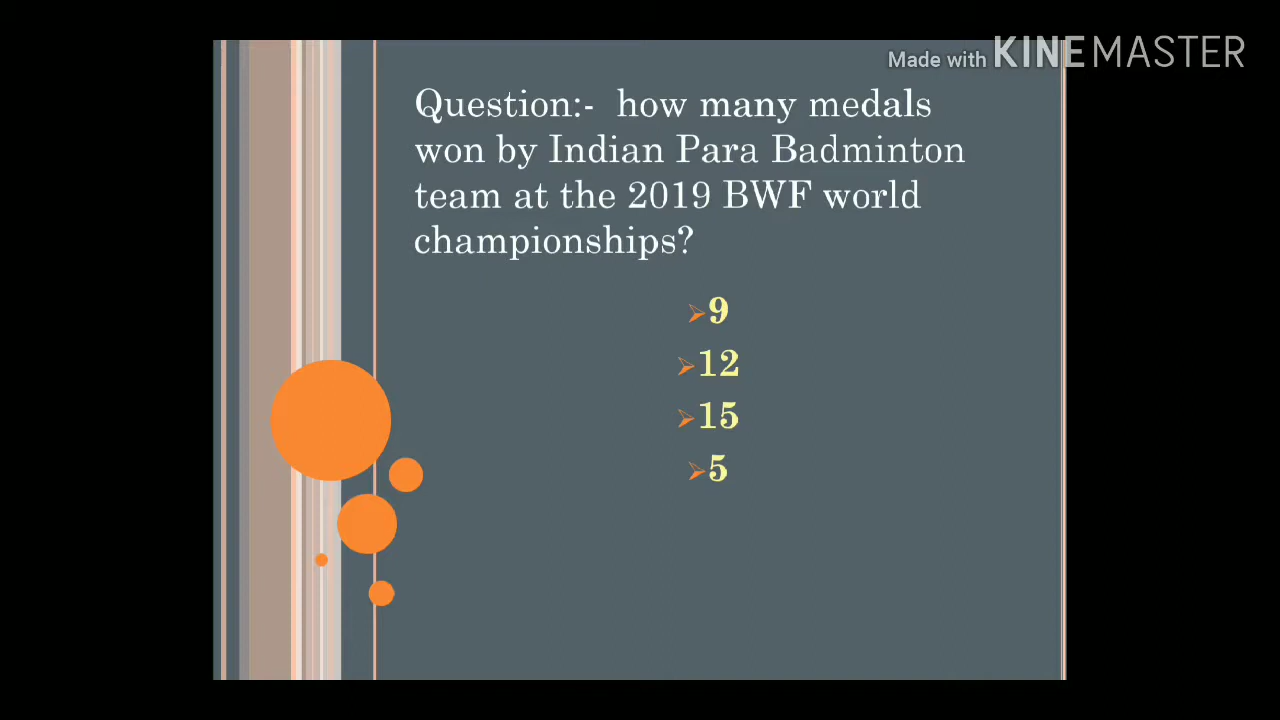 Made with KINEMASTER
Question:- how many medals
won by Indian Para Badminton
team at the 2019 BWF world
championships?
9
12
15
5